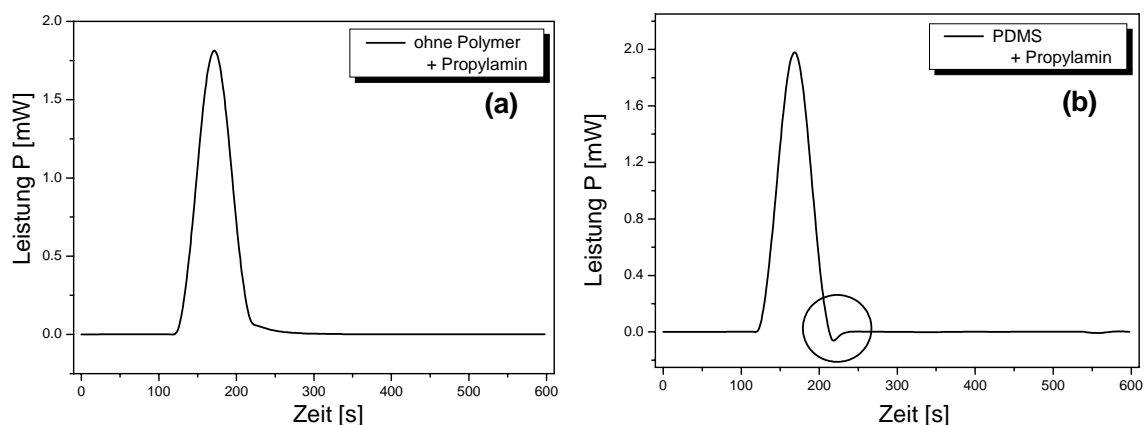 2.0
1.5
1.0
0.5
0.0
Leistung P [mW]
ohne Polymer
+ Propylamin
(a)
0 100 200 300 400 500 600
Zeit [s]
2.0
1.6
1.2
0.8
0.4
0.0
Leistung P [mW]
PDMS
+ Propylamin
(b)
0 100 200 300 400 500 600
Zeit [s]